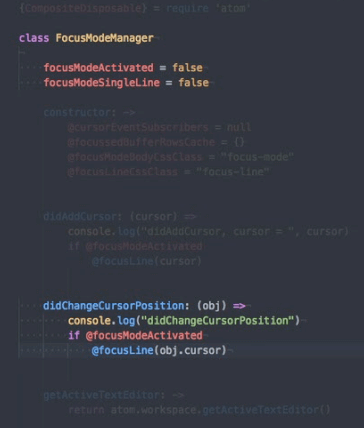 {CompositeDisposable} = require 'atom'
class FocusModeManager
focusModeActivated = false
focusModeSingleLine = false
constructor: ->
@cursorEventSubscribers = null
@focussedBufferRowsCache = {}
@focusModeBodyCssClass = "focus-mode"
@focusLineCssClass = "focus-line"
didAddCursor: (cursor) =>
console.log("didAddCursor, cursor = ", cursor)
if @focusModeActivated
@focusLine(cursor)
didChangeCursorPosition: (obj) =>
console.log("didChangeCursorPosition")
if @focusModeActivated
@focusLine(obj.cursor)
getActiveTextEditor: ->
return atom.workspace.getActiveTextEditor()